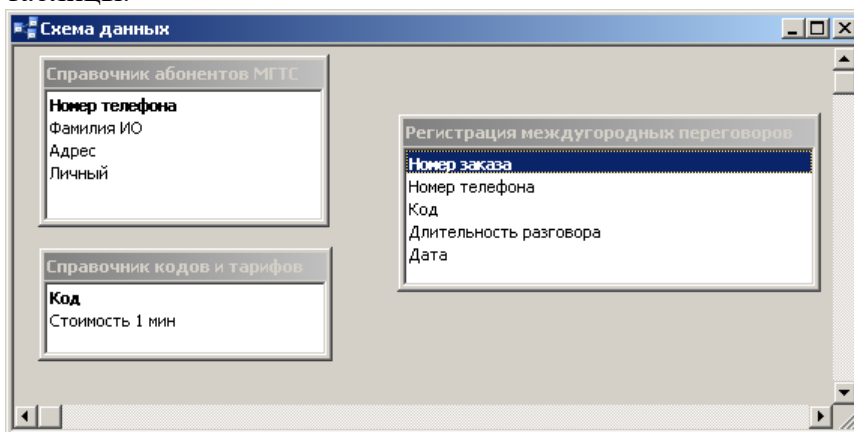 Схема данных
Справочник абонентов МГТС
Номер телефона
Фамилия ИО
Адрес
Личный
Регистрация междугородных переговоров
Номер заказа
Номер телефона
Код
Длительность разговора
Дата
Справочник кодов и тарифов
Код
Стоимость 1 мин